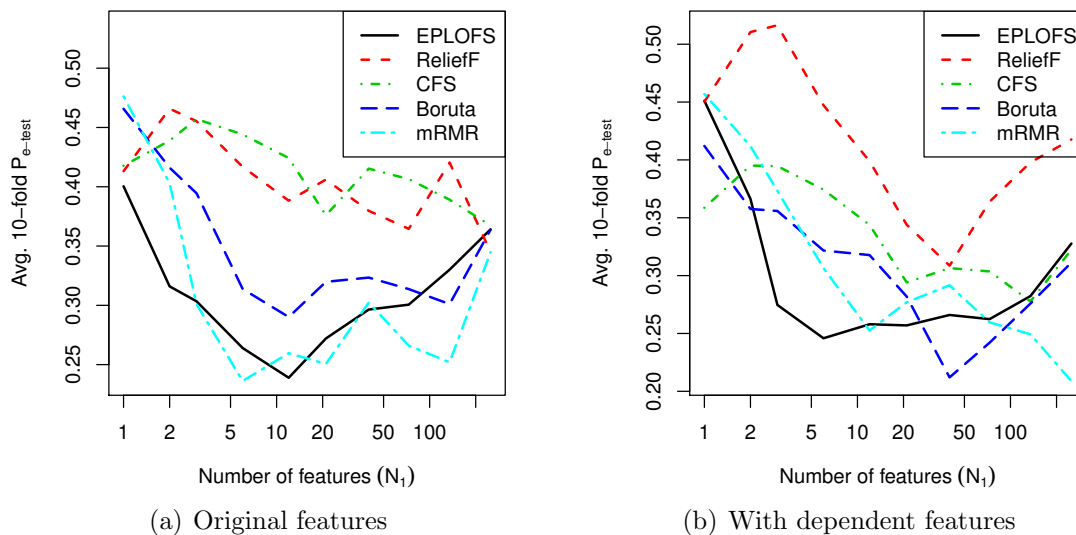 EPLOFS
ReliefF
CFS
Boruta
mRMR
Avg. 10−fold Pe−test
0.50
0.45
0.40
0.35
0.30
0.25
1 2 5 10 20 50 100
Number of features (N1)
(a) Original features
EPLOFS
ReliefF
CFS
Boruta
mRMR
Avg. 10−fold Pe−test
0.50
0.45
0.40
0.35
0.30
0.25
0.20
1 2 5 10 20 50 100
Number of features (N1)
(b) With dependent features